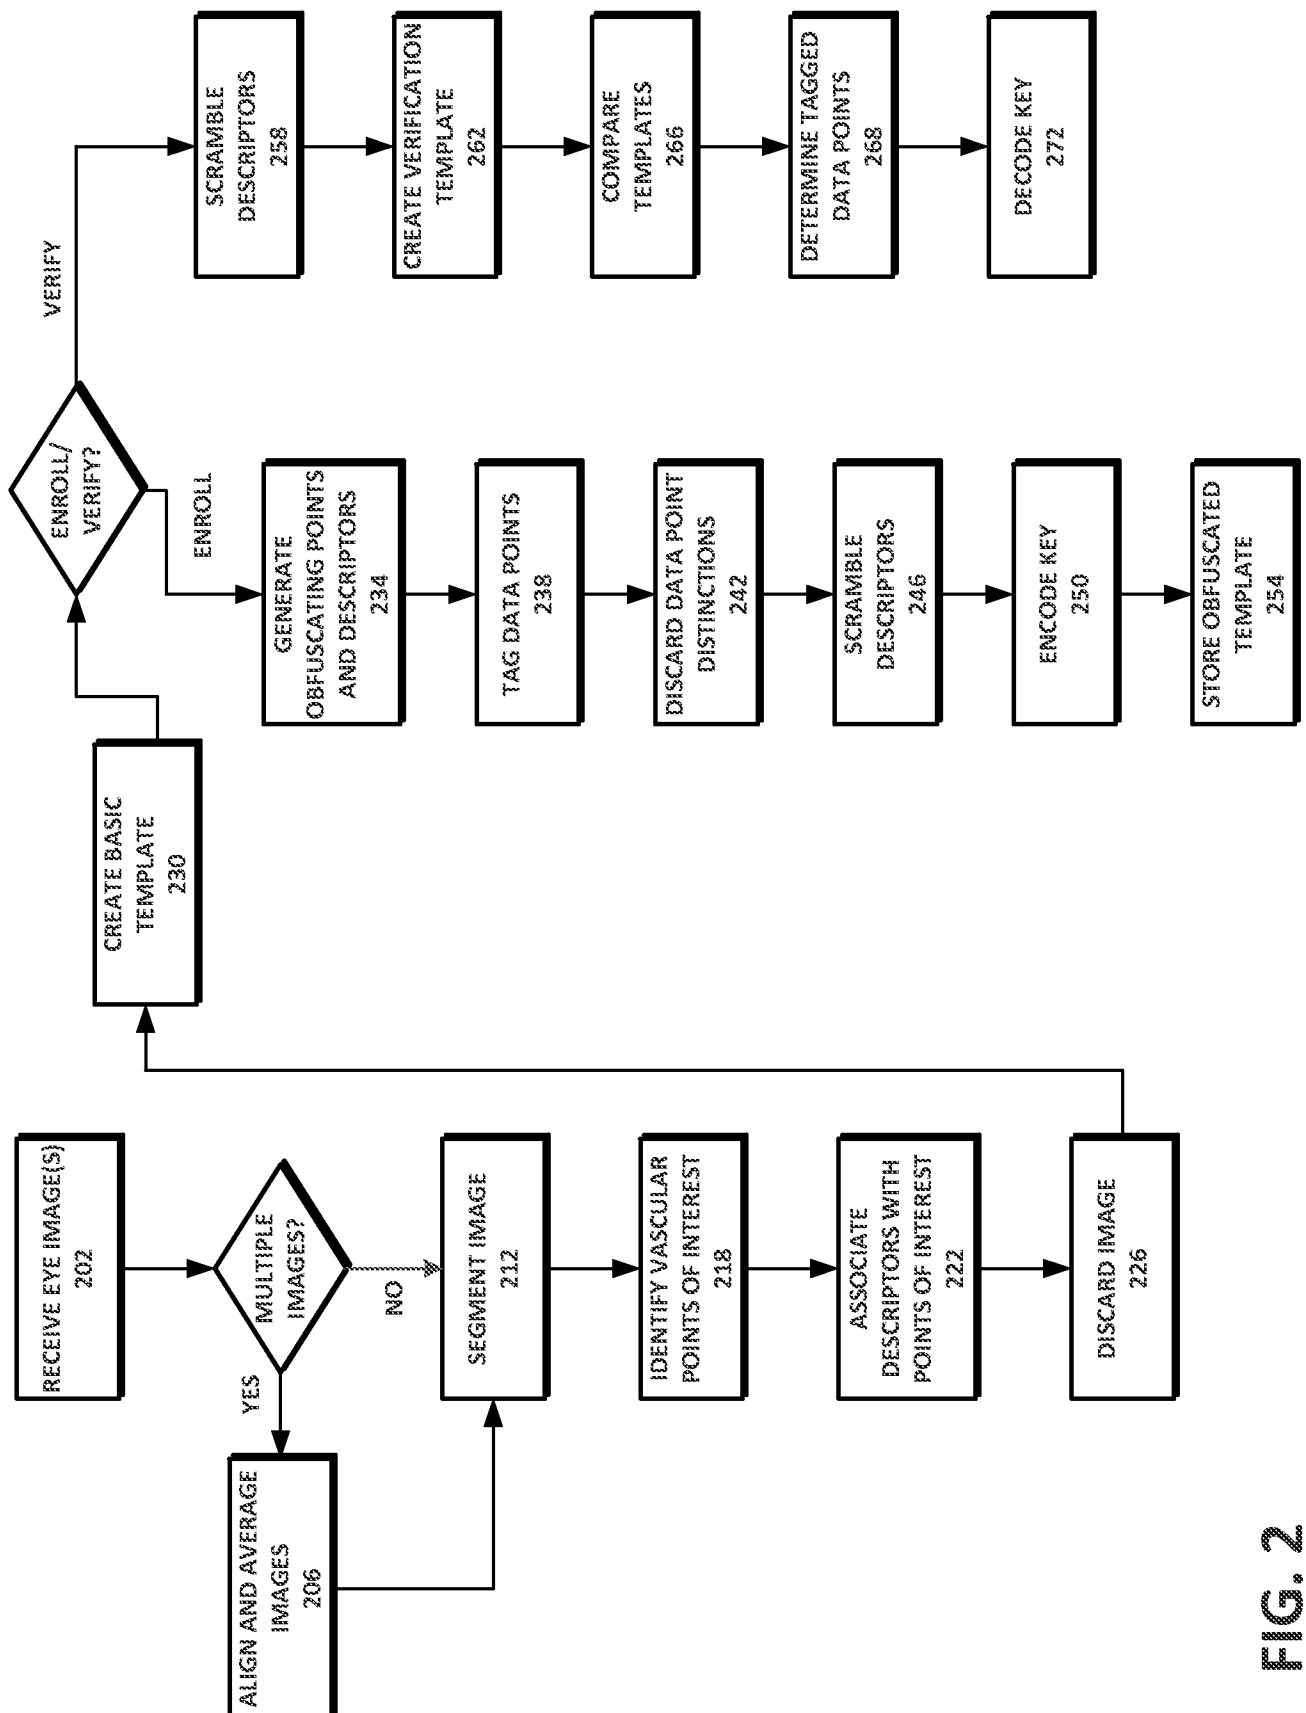 RECEIVE EYE IMAGE(S)
202
MULTIPLE
IMAGES?
YES
NO
ALIGN AND AVERAGE
IMAGES
206
SEGMENT IMAGE
212
IDENTIFY VASCULAR
POINTS OF INTEREST
218
ASSOCIATE
DESCRIPTORS WITH
POINTS OF INTEREST
222
DISCARD IMAGE
226
CREATE BASIC
TEMPLATE
230
ENROLL/
VERIFY?
ENROLL
VERIFY
GENERATE
OBFUSCATING POINTS
AND DESCRIPTORS
234
TAG DATA POINTS
238
DISCARD DATA POINT
DISTINCTIONS
242
SCRAMBLE
DESCRIPTORS
246
ENCODE KEY
250
STORE OBFUSCATED
TEMPLATE
254
SCRAMBLE
DESCRIPTORS
258
CREATE VERIFICATION
TEMPLATE
262
COMPARE
TEMPLATES
266
DETERMINE TAGGED
DATA POINTS
268
DECODE KEY
272
FIG. 2